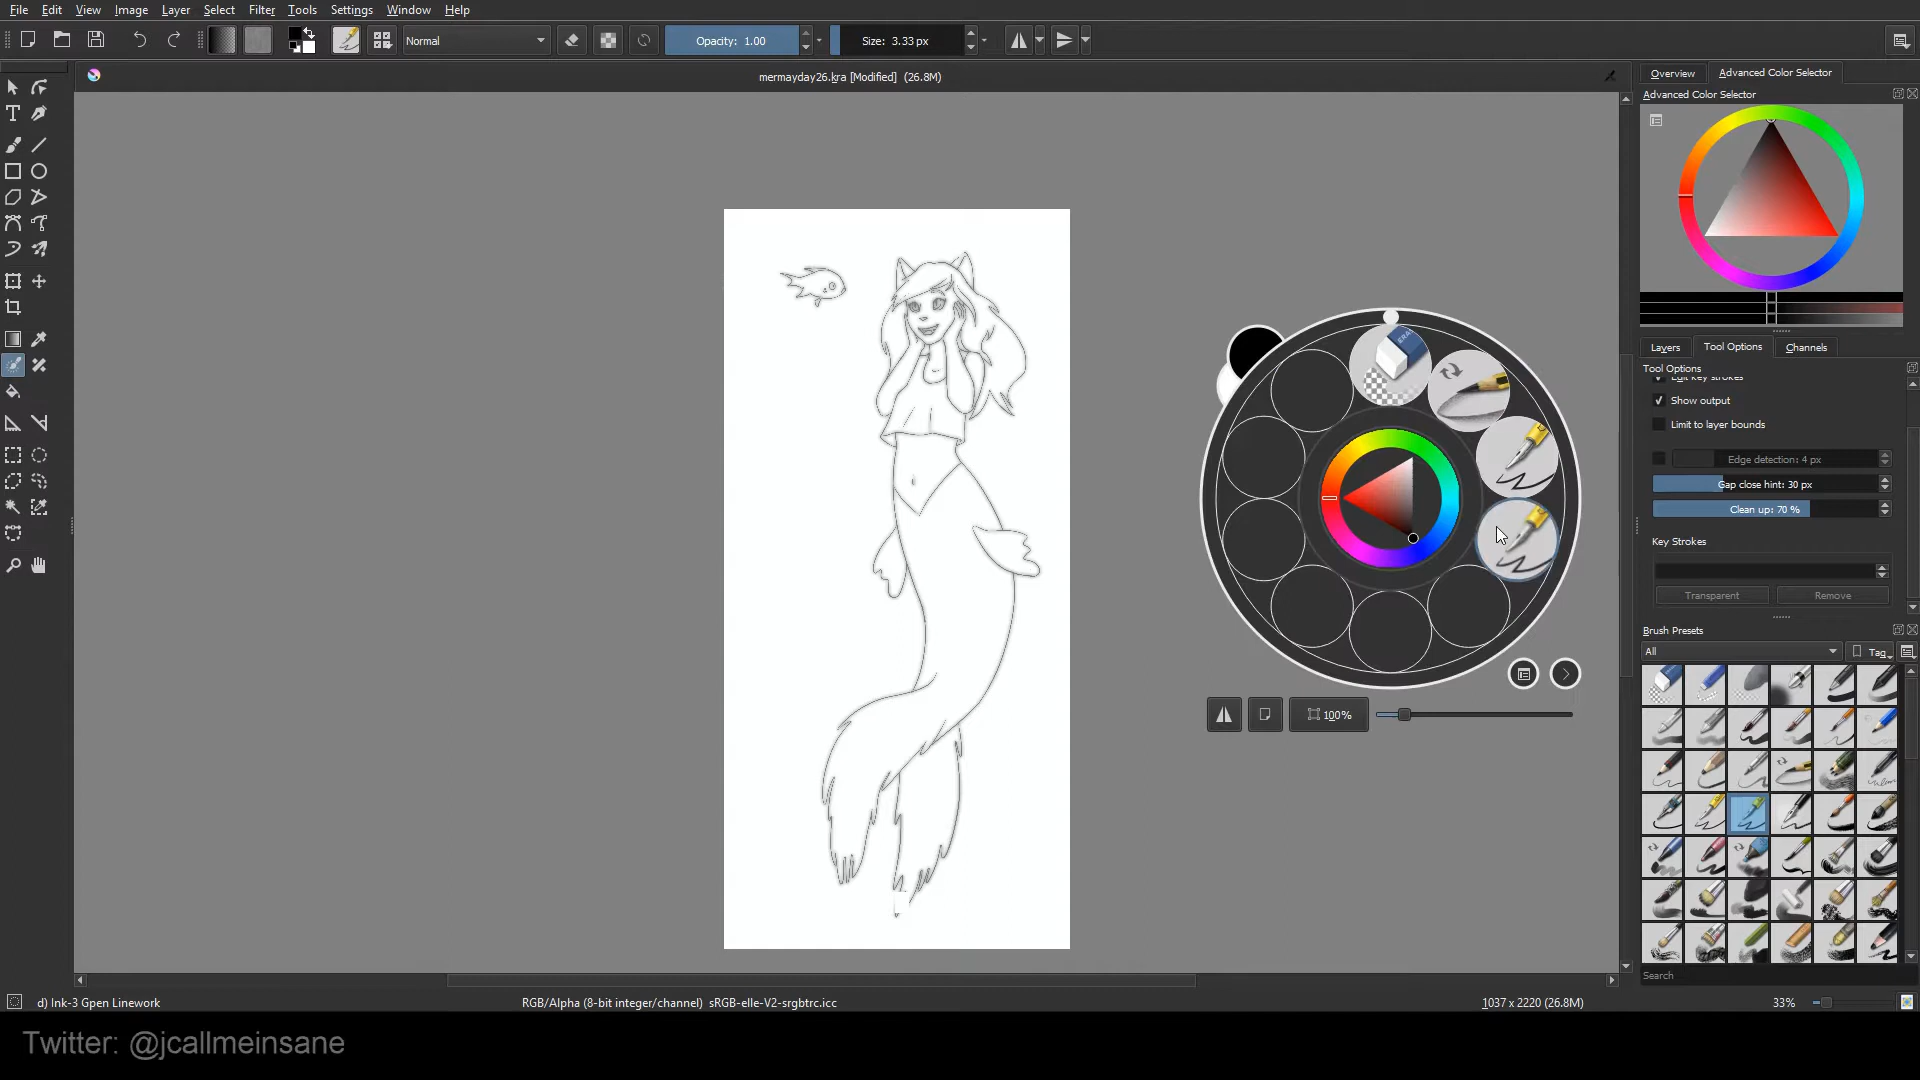 File Edit View Image Layer Select Filter Tools Settings Window Help
Normal Opacity: 1.00 Size: 3.33 px
mermayday26.kra [Modified] (26.8M)
Overview Advanced Color Selector
Advanced Color Selector
Layers Tool Options Channels
Tool Options
Edit key strokes
Show output
Limit to layer bounds
Edge detection: 4 px
Gap close hint: 30 px
Clean up: 70 %
Key Strokes
Transparent Remove
Brush Presets
All Tag
100%
Search
d) Ink-3 Gpen Linework RGB/Alpha (8-bit integer/channel) sRGB-elle-V2-srgbtrc.icc 1037 x 2220 (26.8M) 33%
Twitter: @jcallmeinsane